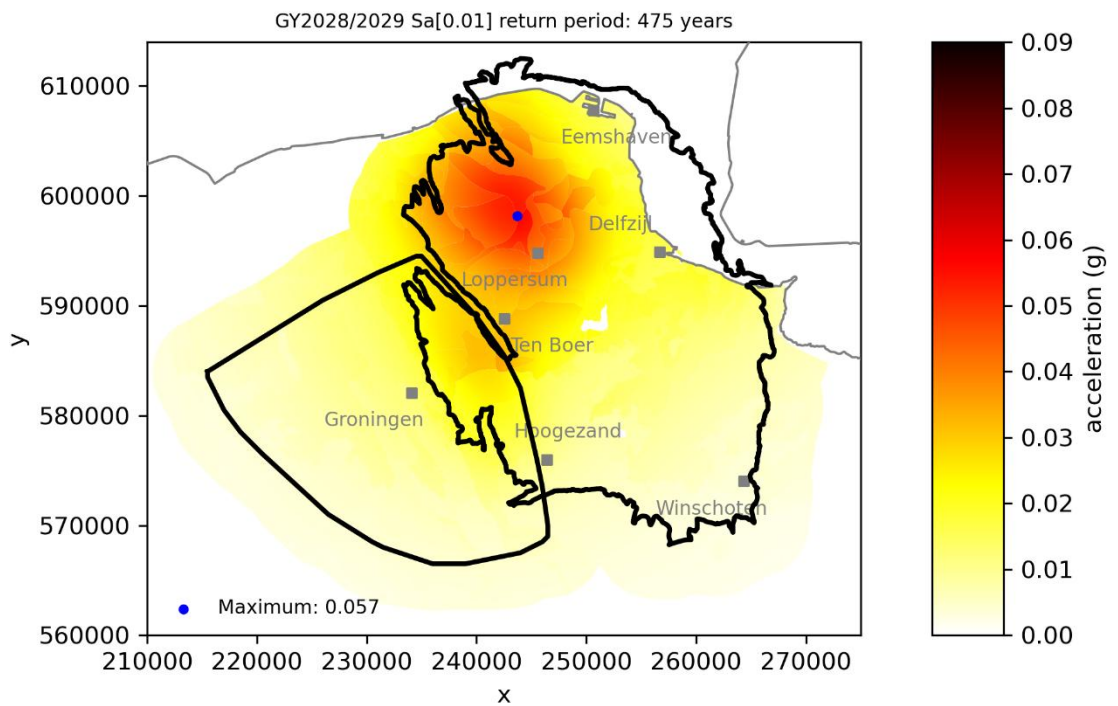 GY2028/2029 Sa[0.01] return period: 475 years
610000
600000
590000
580000
570000
560000
y
Eemshaven
Delfzijl
Loppersum
Ten Boer
Groningen
Hoogezand
Winschoten
Maximum: 0.057
210000 220000 230000 240000 250000 260000 270000
x
0.09
0.08
0.07
0.06
0.05
0.04
0.03
0.02
0.01
0.00
acceleration (g)